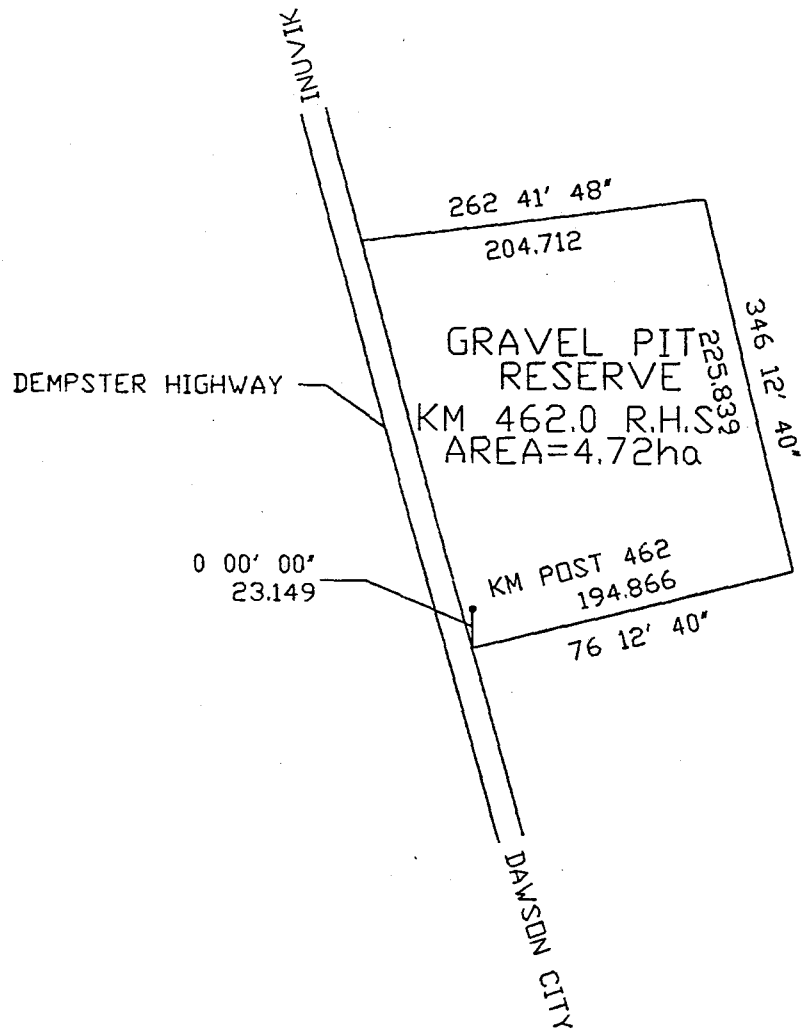 INUVIK
262 41' 48"
204.712
GRAVEL PIT
RESERVE
KM 462.0 R.H.S.
AREA=4.72ha
225.839
346 12' 40"
DEMPSTER HIGHWAY
0 00' 00"
23.149
KM POST 462
194.866
76 12' 40"
DAWSON CITY